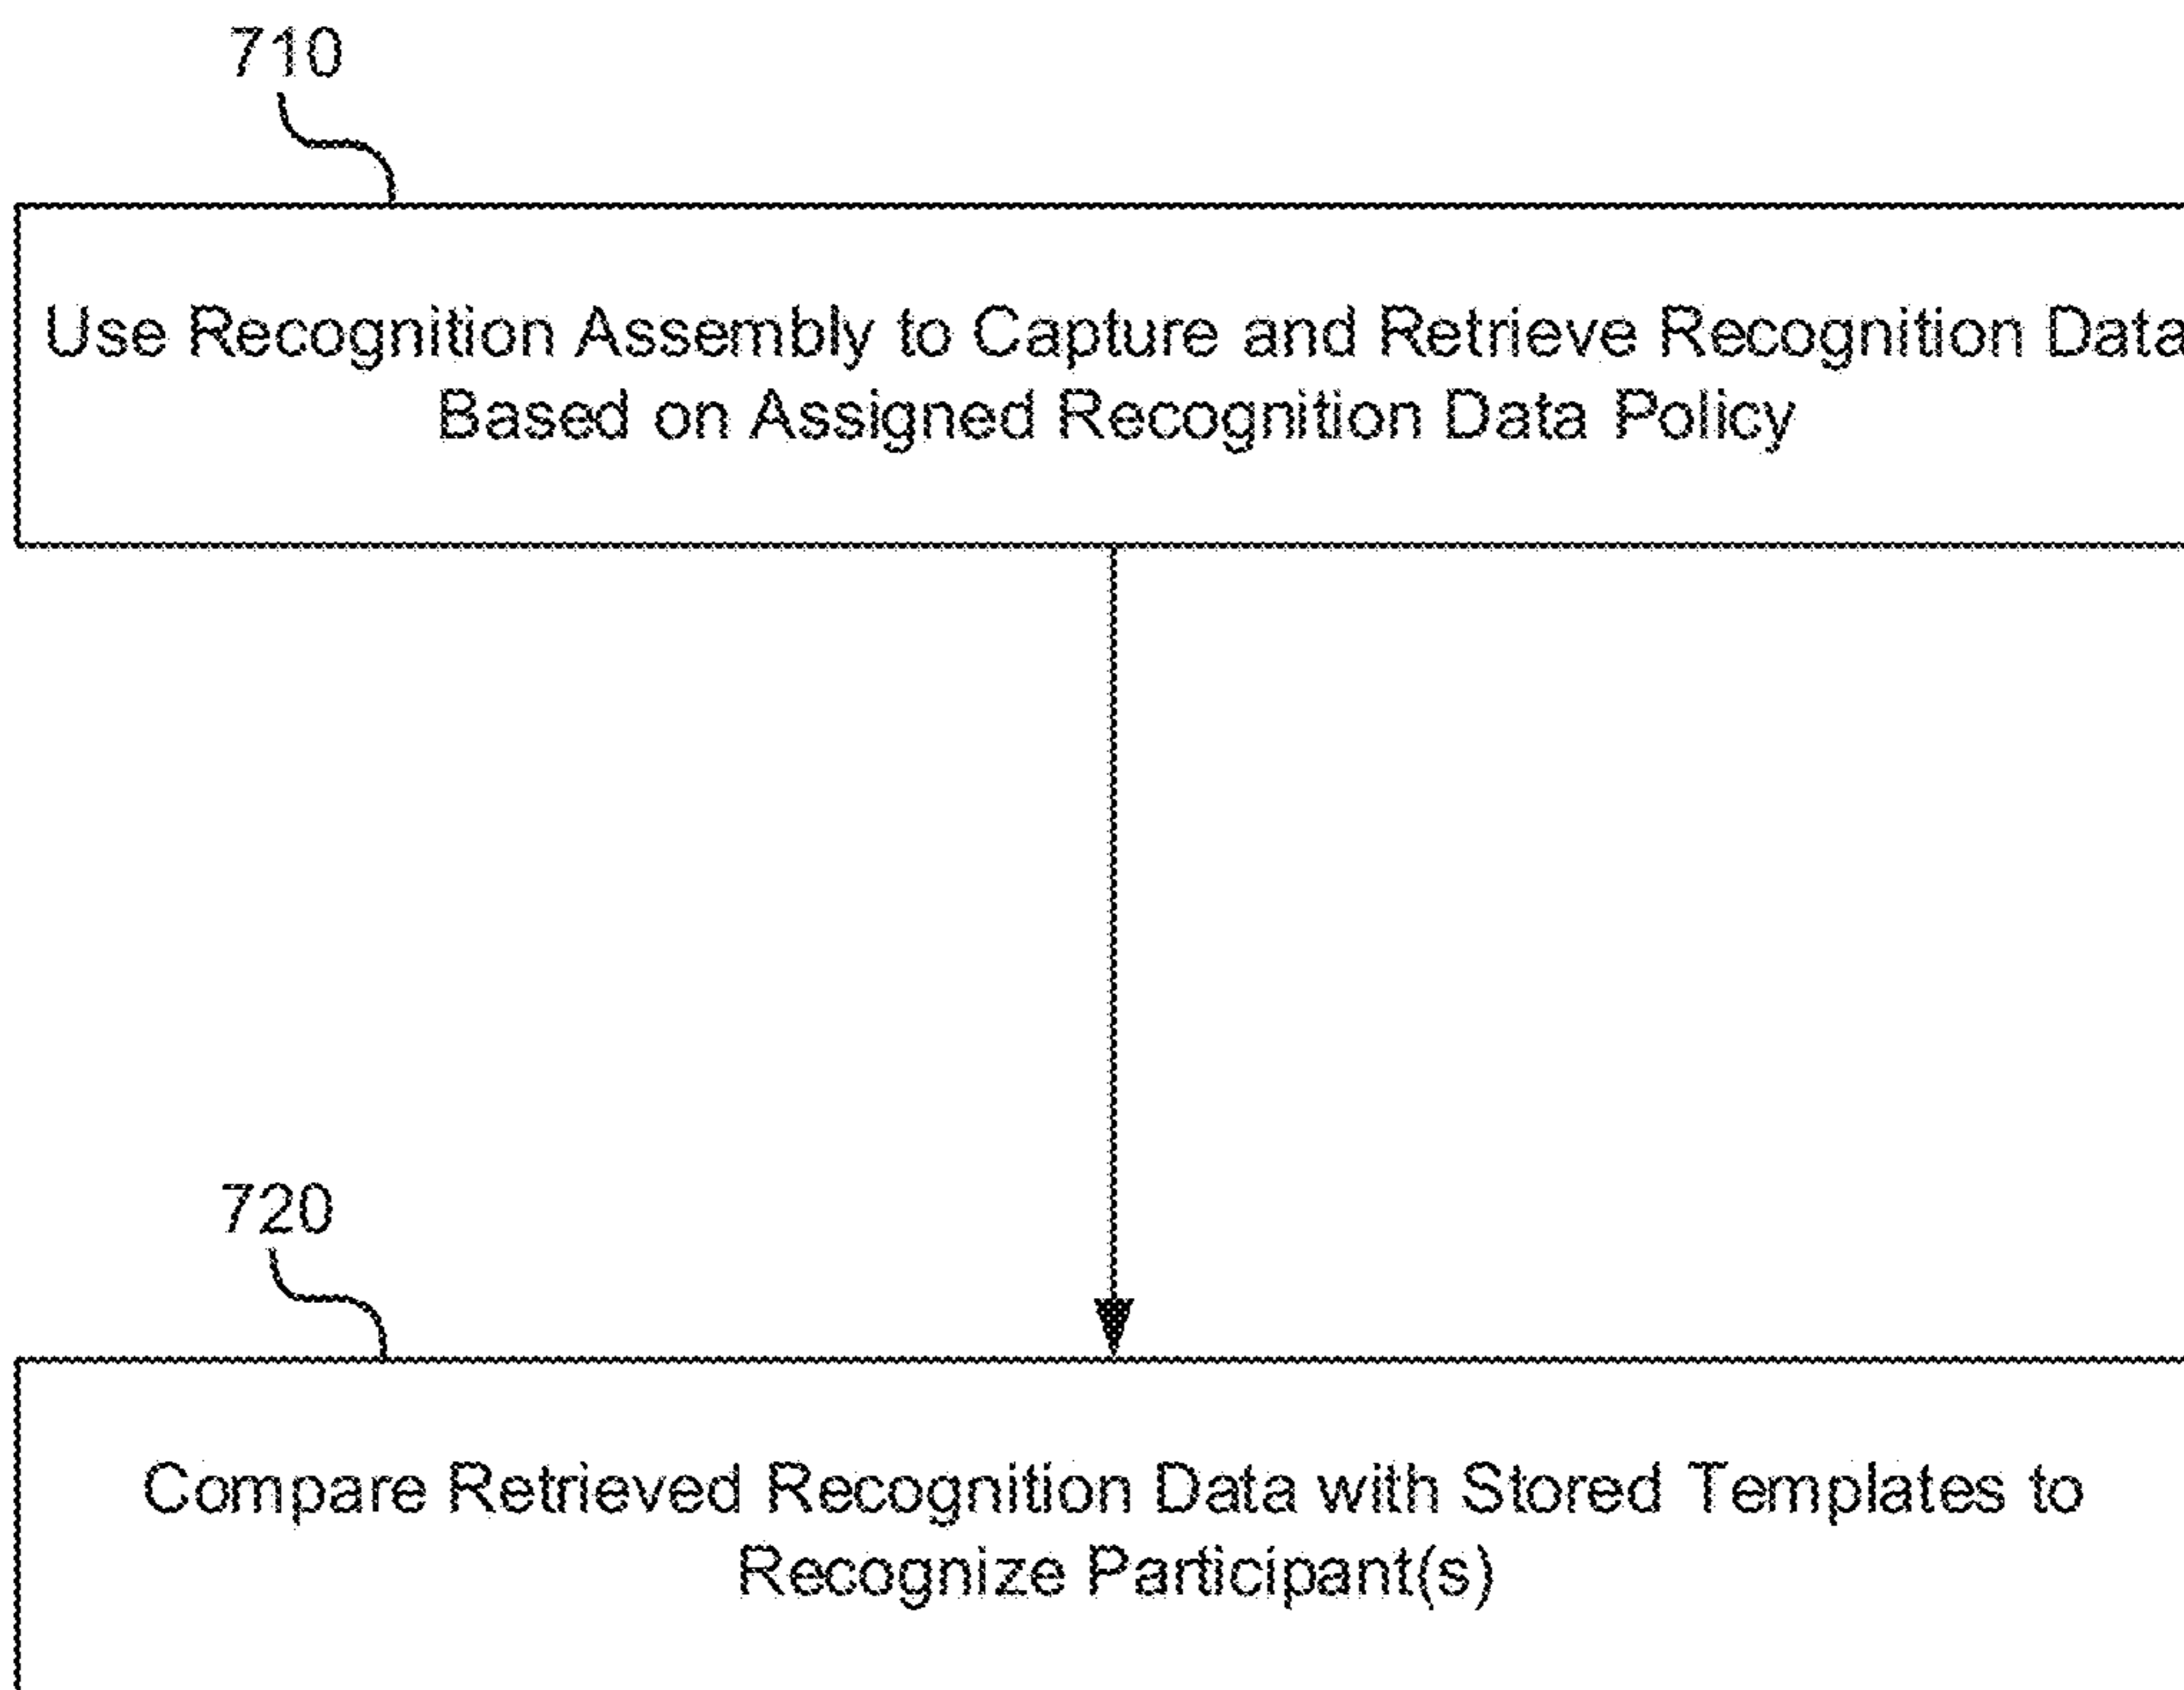 710
Use Recognition Assembly to Capture and Retrieve Recognition Data
Based on Assigned Recognition Data Policy
720
Compare Retrieved Recognition Data with Stored Templates to
Recognize Participant(s)